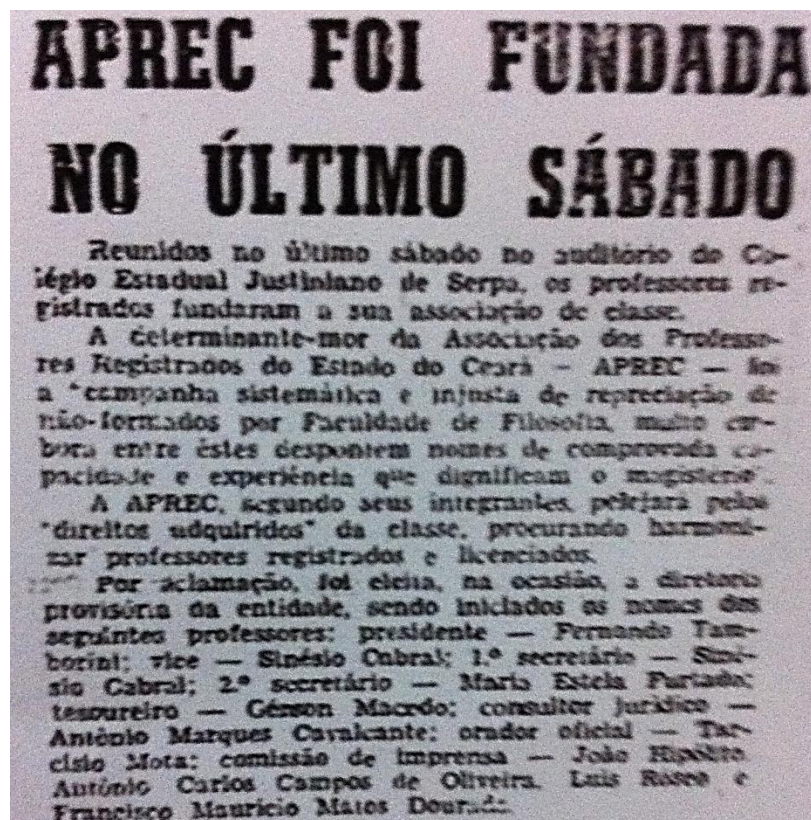 APREC FOI FUNDADA
NO ÚLTIMO SÁBADO
Reunidos no último sábado no auditório do Co-
légio Estadual Justiniano de Serpa, os professores re-
gistrados fundaram a sua associação de classe.
A determinante-mor da Associação dos Professo-
res Registrados do Estado do Ceará — APREC — foi
a "campanha sistemática e injusta de repreciação de
não-formados por Faculdade de Filosofia, muito em-
bora entre êstes despontem nomes de comprovada ca-
pacidade e experiência que dignificam o magistério".
A APREC, segundo seus integrantes, pelejará pelos
"direitos adquiridos" da classe, procurando harmoni-
zar professores registrados e licenciados.
Por aclamação, foi eleita, na ocasião, a diretoria
provisória da entidade, sendo iniciados os nomes dos
seguintes professores: presidente — Fernando Tam-
borini; vice — Sinésio Cabral; 1.º secretário — Siné-
sio Cabral; 2.º secretário — Maria Estela Furtado;
tesoureiro — Gérson Macedo; consultor jurídico —
Antônio Marques Cavalcante; orador oficial — Tar-
císio Mota; comissão de imprensa — João Hipólito,
Antônio Carlos Campos de Oliveira, Luis e
Francisco Maurício Matos Dourado.